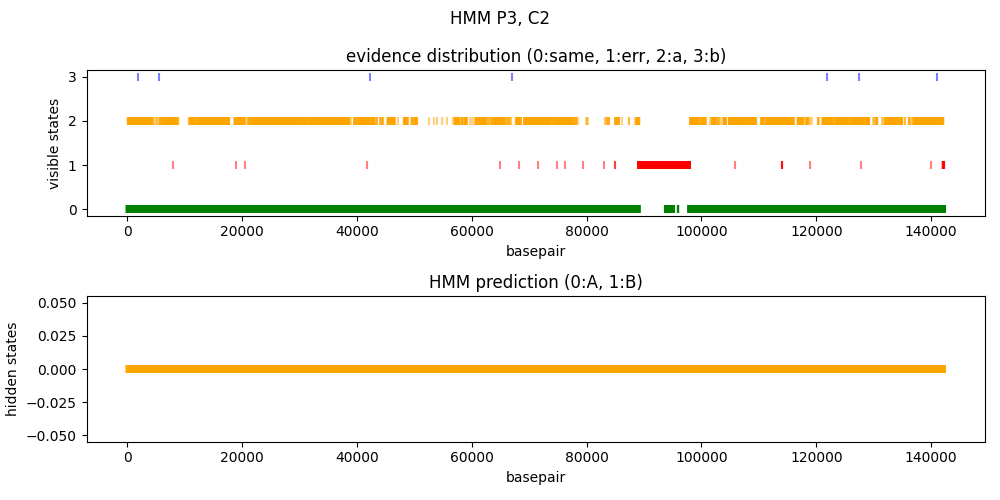 HMM P3, C2
evidence distribution (0:same, 1:err, 2:a, 3:b)
visible states
3
2
1
0
0 20000 40000 60000 80000 100000 120000 140000
basepair
HMM prediction (0:A, 1:B)
hidden states
0.050
0.025
0.000
−0.025
−0.050
0 20000 40000 60000 80000 100000 120000 140000
basepair